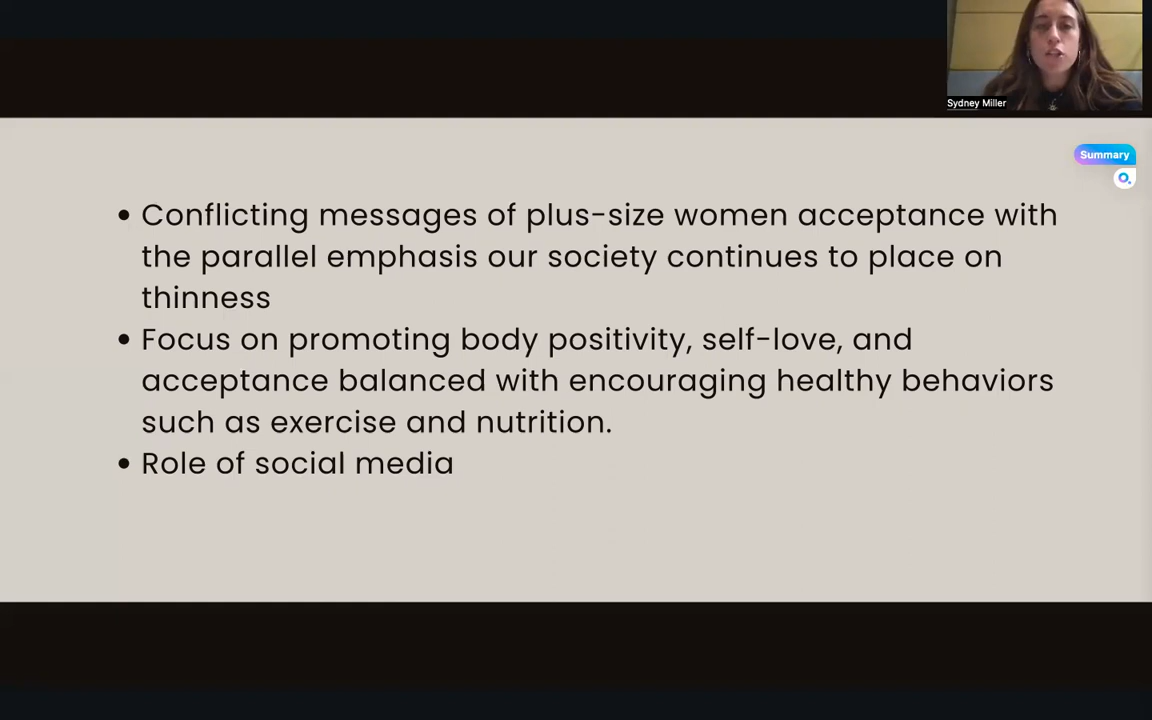 Sydney Miller
Summary
• Conflicting messages of plus-size women acceptance with
the parallel emphasis our society continues to place on
thinness
• Focus on promoting body positivity, self-love, and
acceptance balanced with encouraging healthy behaviors
such as exercise and nutrition.
• Role of social media